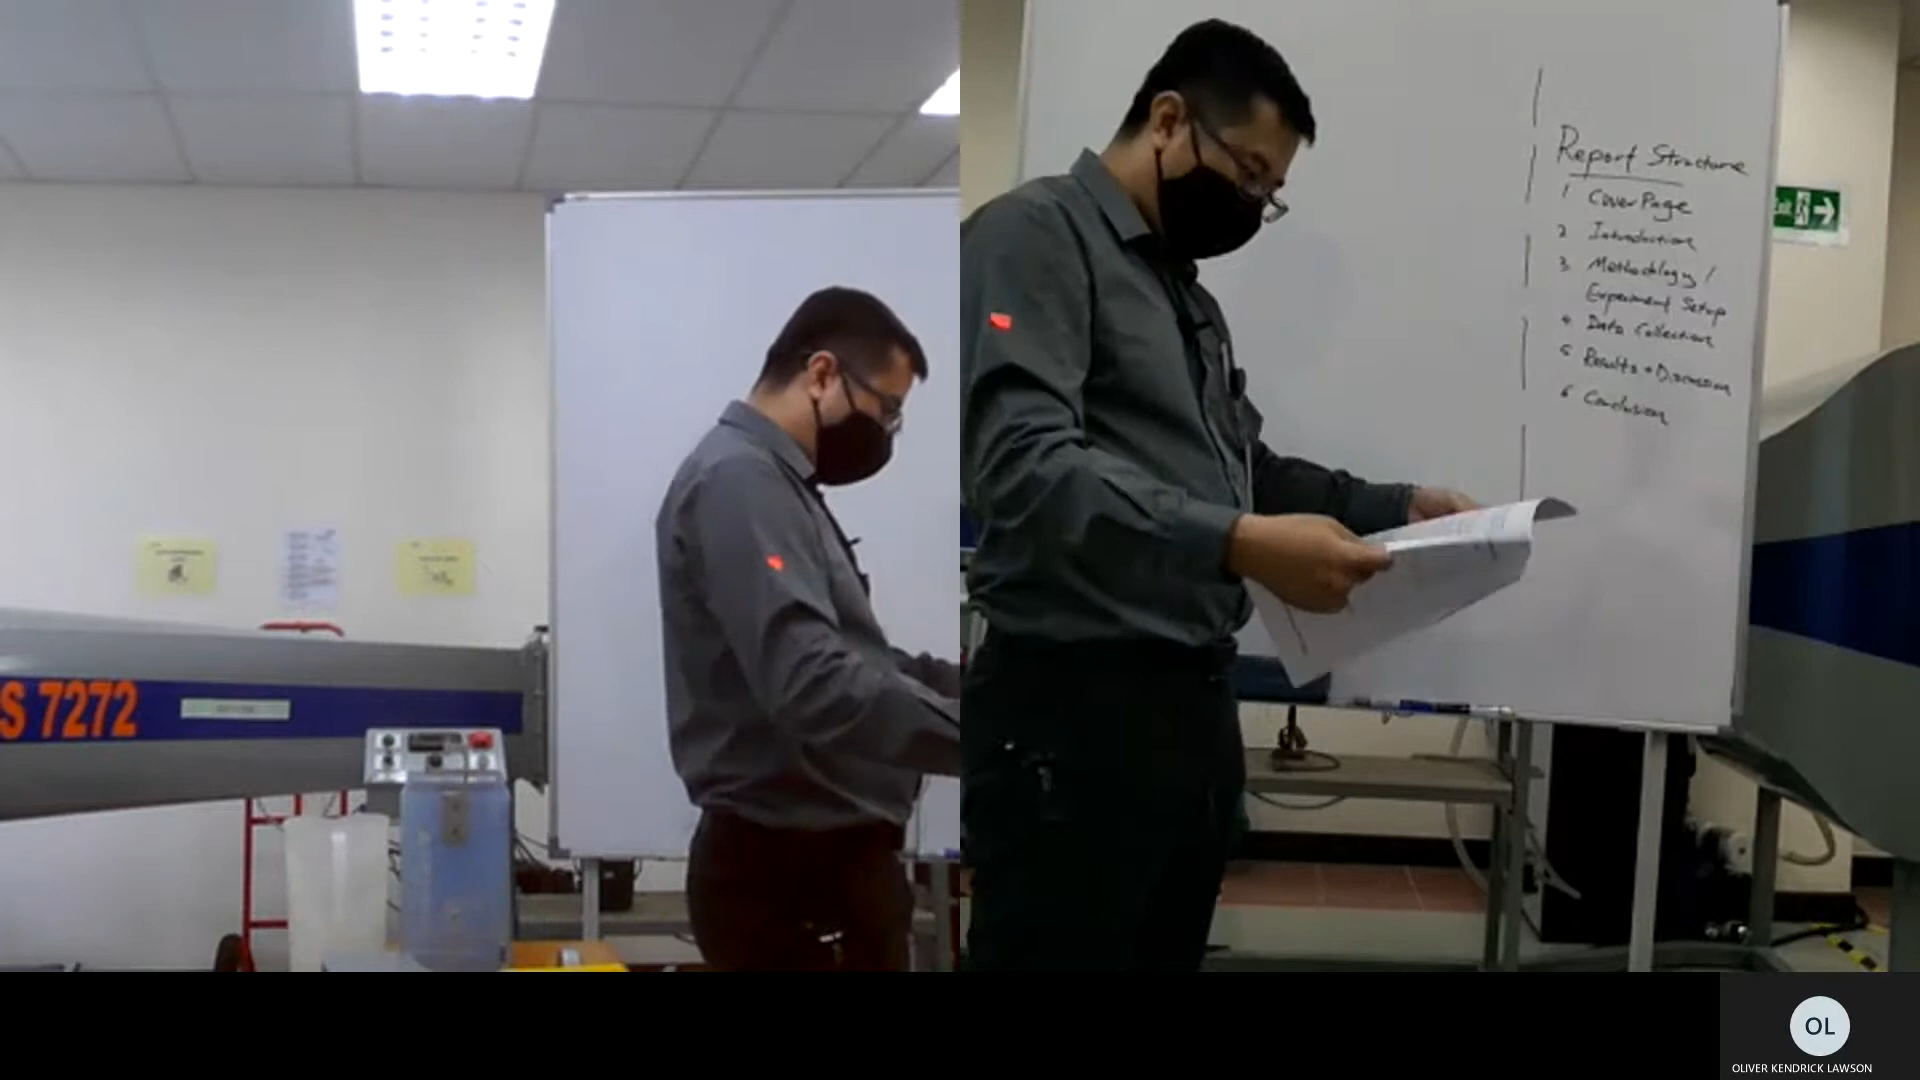 S 7272
Report Structure
1 Cover Page
2 Introduction
3 Methodology /
Experiment Setup
4 Data Collection
5 Results + Discussion
6 Conclusion
Exit
OL
OLIVER KENDRICK LAWSON